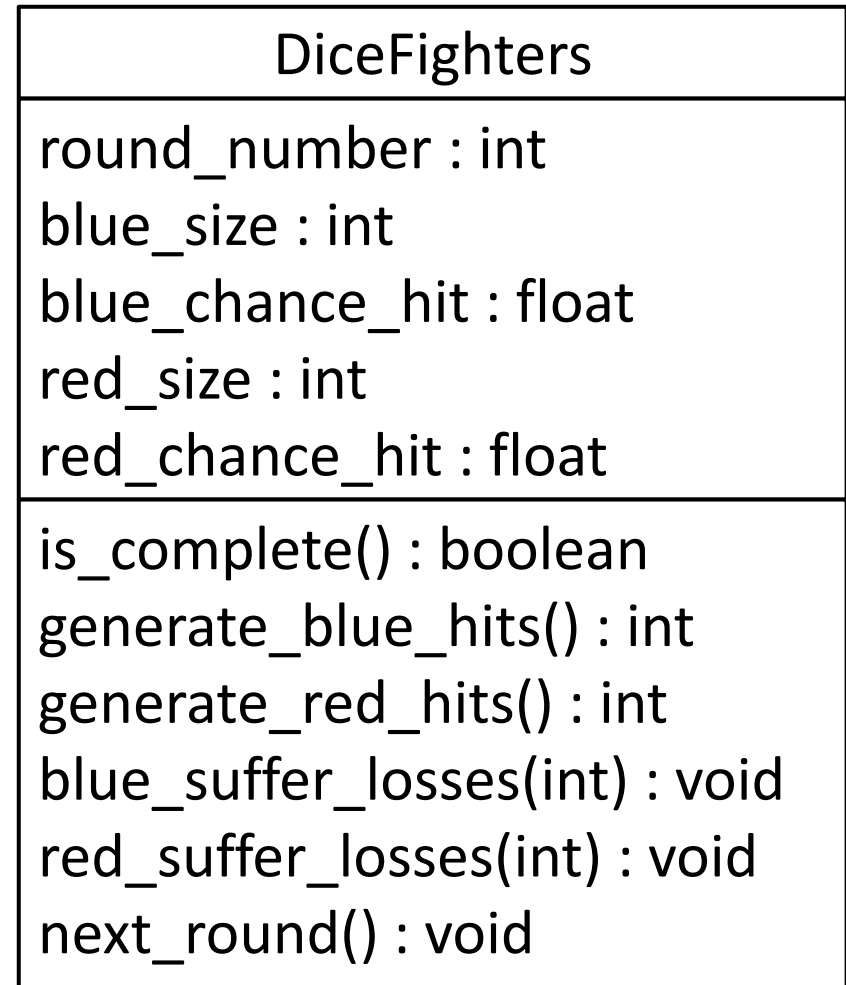 DiceFighters
round_number : int
blue_size : int
blue_chance_hit : float
red_size : int
red_chance_hit : float
is_complete() : boolean
generate_blue_hits() : int
generate_red_hits() : int
blue_suffer_losses(int) : void
red_suffer_losses(int) : void
next_round() : void